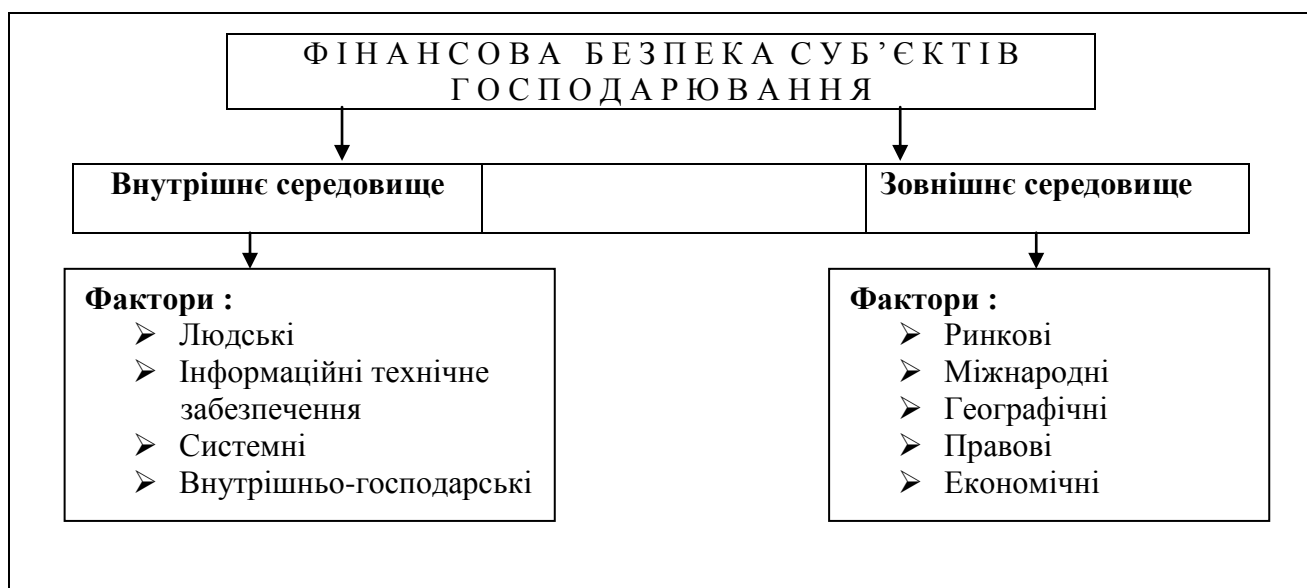 ФІНАНСОВА БЕЗПЕКА СУБ’ЄКТІВ
ГОСПОДАРЮВАННЯ
Внутрішнє середовище
Зовнішнє середовище
Фактори :
Людські
Інформаційні технічне
забезпечення
Системні
Внутрішньо-господарські
Фактори :
Ринкові
Міжнародні
Географічні
Правові
Економічні